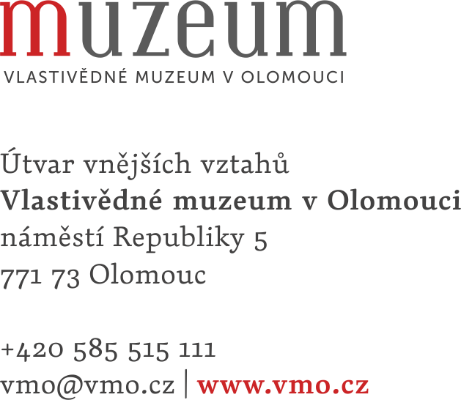 muzeum
VLASTIVĚDNÉ MUZEUM V OLOMOUCI
Útvar vnějších vztahů
Vlastivědné muzeum v Olomouci
náměstí Republiky 5
771 73 Olomouc
+420 585 515 111
vmo@vmo.cz | www.vmo.cz